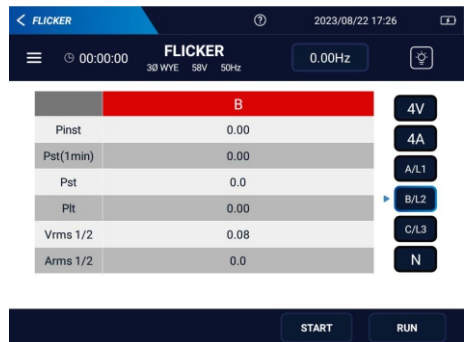 FLICKER 2023/08/22 17:26
00:00:00 FLICKER 0.00Hz
3Ø WYE 58V 50Hz
B
Pinst 0.00
Pst(1min) 0.00
Pst 0.0
Plt 0.00
Vrms 1/2 0.08
Arms 1/2 0.0
4V
4A
A/L1
B/L2
C/L3
N
START RUN